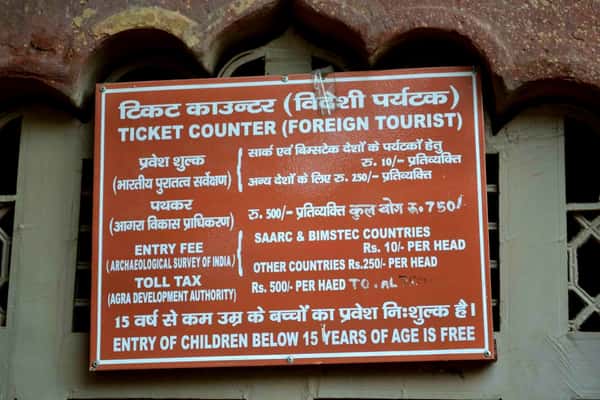 टिकट काउन्टर (विदेशी पर्यटक)
TICKET COUNTER (FOREIGN TOURIST)
प्रवेश शुल्क
(भारतीय पुरातत्व सर्वेक्षण)
सार्क एवं बिम्सटेक देशों के पर्यटकों हेतु
रु. 10/- प्रतिव्यक्ति
अन्य देशों के लिए रु. 250/- प्रतिव्यक्ति
पथकर
(आगरा विकास प्राधिकरण)
रु. 500/- प्रतिव्यक्ति कुल योग रू. 750/-
ENTRY FEE
(ARCHAEOLOGICAL SURVEY OF INDIA)
SAARC & BIMSTEC COUNTRIES
Rs. 10/- PER HEAD
OTHER COUNTRIES Rs.250/- PER HEAD
TOLL TAX
(AGRA DEVELOPMENT AUTHORITY)
Rs. 500/- PER HAED
15 वर्ष से कम उम्र के बच्चों का प्रवेश निःशुल्क है।
ENTRY OF CHILDREN BELOW 15 YEARS OF AGE IS FREE